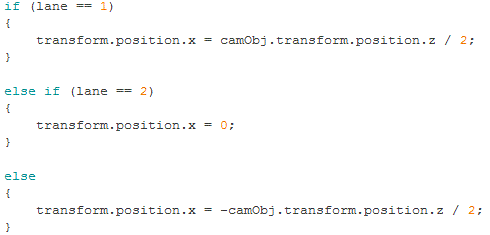 if (lane == 1)
{
    transform.position.x = camObj.transform.position.z / 2;
}
else if (lane == 2)
{
    transform.position.x = 0;
}
else
{
    transform.position.x = -camObj.transform.position.z / 2;
}